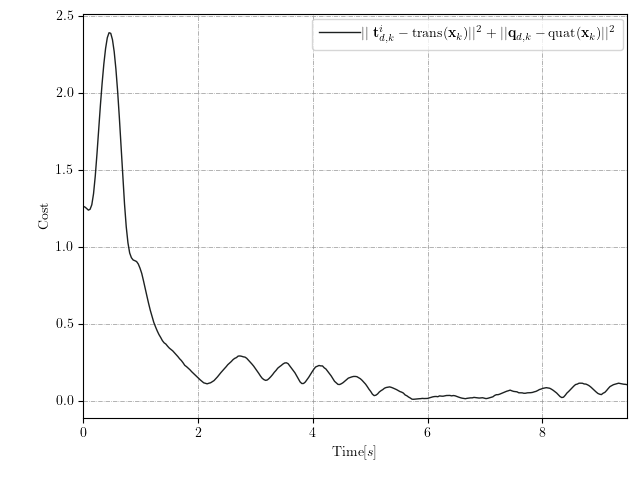 2.5
|| t^i_{d,k} − trans(x_k)||² + ||q_{d,k} − quat(x_k)||²
2.0
1.5
Cost
1.0
0.5
0.0
0 2 4 6 8
Time[s]